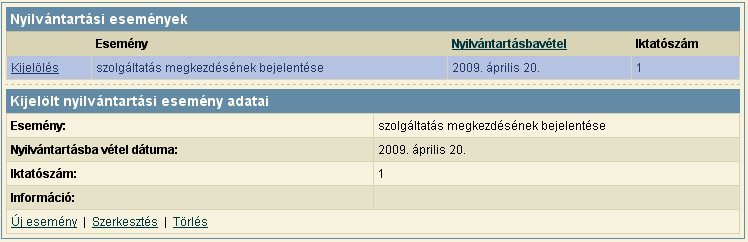 Nyilvántartási események
Esemény Nyilvántartásbavétel Iktatószám
Kijelölés szolgáltatás megkezdésének bejelentése 2009. április 20. 1
Kijelölt nyilvántartási esemény adatai
Esemény: szolgáltatás megkezdésének bejelentése
Nyilvántartásba vétel dátuma: 2009. április 20.
Iktatószám: 1
Információ:
Új esemény | Szerkesztés | Törlés